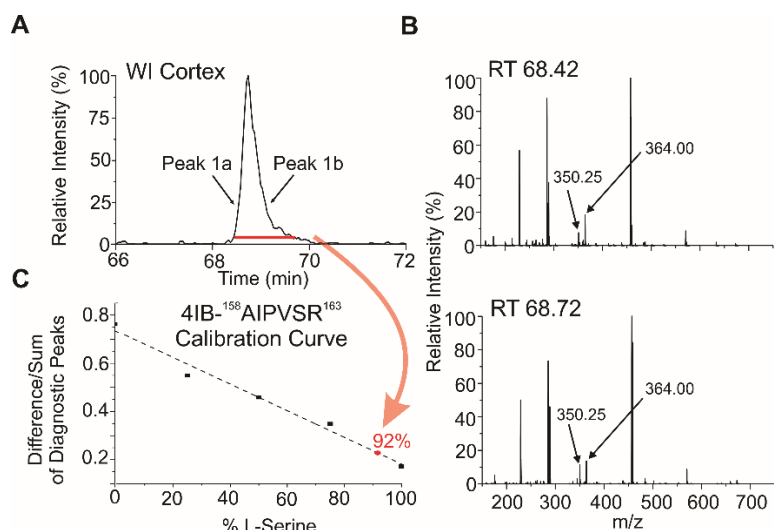 A
WI Cortex
Relative Intensity (%)
100
75
50
25
0
Peak 1a
Peak 1b
66
68
70
72
Time (min)
B
RT 68.42
Relative Intensity (%)
100
80
60
40
20
0
350.25
364.00
RT 68.72
100
80
60
40
20
0
350.25
364.00
200 300 400 500 600 700
m/z
C
4IB-¹⁵⁸AIPVSR¹⁶³
Calibration Curve
Difference/Sum
of Diagnostic Peaks
0.8
0.6
0.4
0.2
92%
0 20 40 60 80 100
% L-Serine